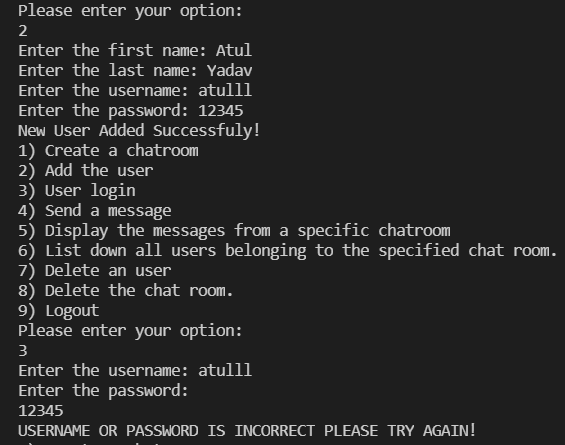 Please enter your option:
2
Enter the first name: Atul
Enter the last name: Yadav
Enter the username: atulll
Enter the password: 12345
New User Added Successfuly!
1) Create a chatroom
2) Add the user
3) User login
4) Send a message
5) Display the messages from a specific chatroom
6) List down all users belonging to the specified chat room.
7) Delete an user
8) Delete the chat room.
9) Logout
Please enter your option:
3
Enter the username: atulll
Enter the password:
12345
USERNAME OR PASSWORD IS INCORRECT PLEASE TRY AGAIN!